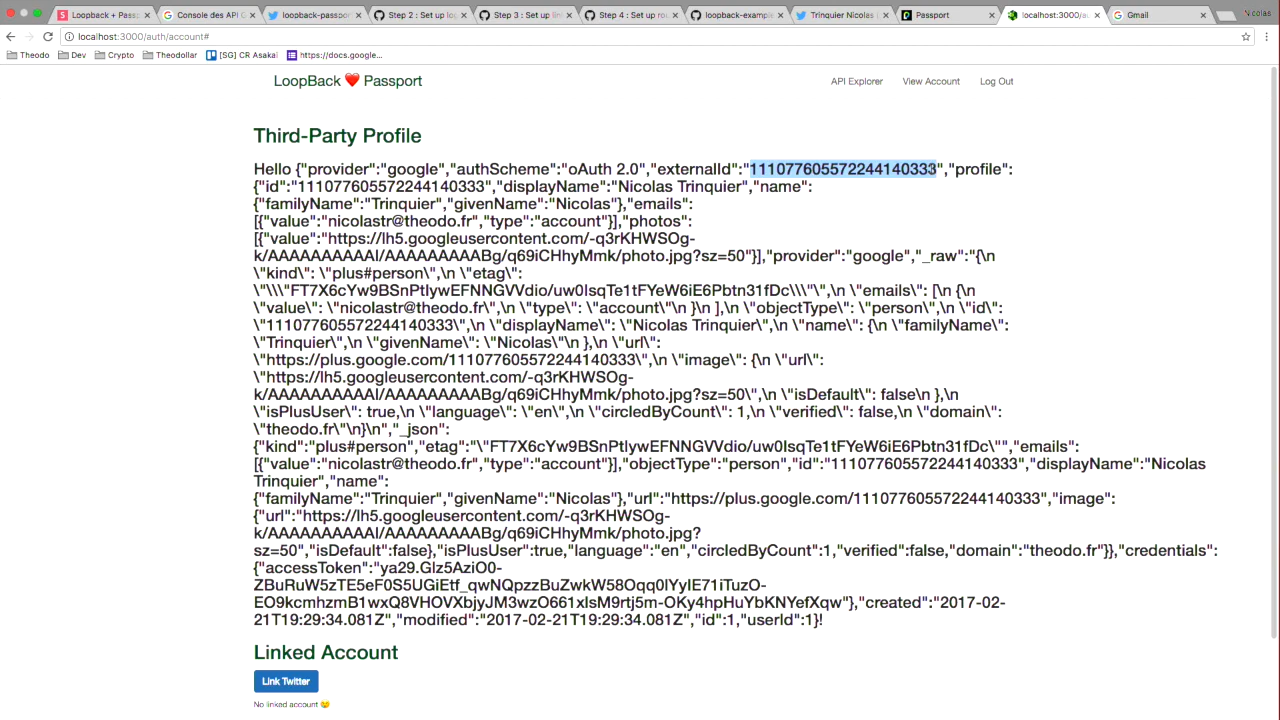 Loopback + Passp
Console des API G
loopback-passpor
Step 2 : Set up log
Step 3 : Set up lin
Step 4 : Set up rou
loopback-example
Trinquier Nicolas
Passport
localhost:3000/au
Gmail
Nicolas
localhost:3000/auth/account#
Theodo
Dev
Crypto
Theodollar
[SG] CR Asakai
https://docs.google...
LoopBack ❤️ Passport
API Explorer
View Account
Log Out
Third-Party Profile
Hello {"provider":"google","authScheme":"oAuth 2.0","externalId":"111077605572244140333","profile":
{"id":"111077605572244140333","displayName":"Nicolas Trinquier","name":
{"familyName":"Trinquier","givenName":"Nicolas"},"emails":
[{"value":"nicolastr@theodo.fr","type":"account"}],"photos":
[{"value":"https://lh5.googleusercontent.com/-q3rKHWSOg-
k/AAAAAAAAAAI/AAAAAAAAABg/q69iCHhyMmk/photo.jpg?sz=50"}],"provider":"google","_raw":"{\n
\"kind\": \"plus#person\",\n \"etag\":
\"\\\"FT7X6cYw9BSnPtIywEFNNGVVdio/uw0IsqTe1tFYeW6iE6Pbtn31fDc\\\"\",\n \"emails\": [\n {\n
\"value\": \"nicolastr@theodo.fr\",\n \"type\": \"account\"\n }\n ],\n \"objectType\": \"person\",\n \"id\":
\"111077605572244140333\",\n \"displayName\": \"Nicolas Trinquier\",\n \"name\": {\n \"familyName\":
\"Trinquier\",\n \"givenName\": \"Nicolas\"\n },\n \"url\":
\"https://plus.google.com/111077605572244140333\",\n \"image\": {\n \"url\":
\"https://lh5.googleusercontent.com/-q3rKHWSOg-
k/AAAAAAAAAAI/AAAAAAAAABg/q69iCHhyMmk/photo.jpg?sz=50\",\n \"isDefault\": false\n },\n
\"isPlusUser\": true,\n \"language\": \"en\",\n \"circledByCount\": 1,\n \"verified\": false,\n \"domain\":
\"theodo.fr\"\n}\n","_json":
{"kind":"plus#person","etag":"\"FT7X6cYw9BSnPtIywEFNNGVVdio/uw0IsqTe1tFYeW6iE6Pbtn31fDc\"","emails":
[{"value":"nicolastr@theodo.fr","type":"account"}],"objectType":"person","id":"111077605572244140333","displayName":"Nicolas
Trinquier","name":
{"familyName":"Trinquier","givenName":"Nicolas"},"url":"https://plus.google.com/111077605572244140333","image":
{"url":"https://lh5.googleusercontent.com/-q3rKHWSOg-
k/AAAAAAAAAAI/AAAAAAAAABg/q69iCHhyMmk/photo.jpg?
sz=50","isDefault":false},"isPlusUser":true,"language":"en","circledByCount":1,"verified":false,"domain":"theodo.fr"}},"credentials":
{"accessToken":"ya29.Glz5AziO0-
ZBuRuW5zTE5eF0S5UGiEtf_qwNQpzzBuZwkW58Oqq0lYyIE71iTuzO-
EO9kcmhzmB1wxQ8VHOVXbjyJM3wzO661xlsM9rtj5m-OKy4hpHuYbKNYefXqw"},"created":"2017-02-
21T19:29:34.081Z","modified":"2017-02-21T19:29:34.081Z","id":1,"userId":1}!
Linked Account
Link Twitter
No linked account 😢